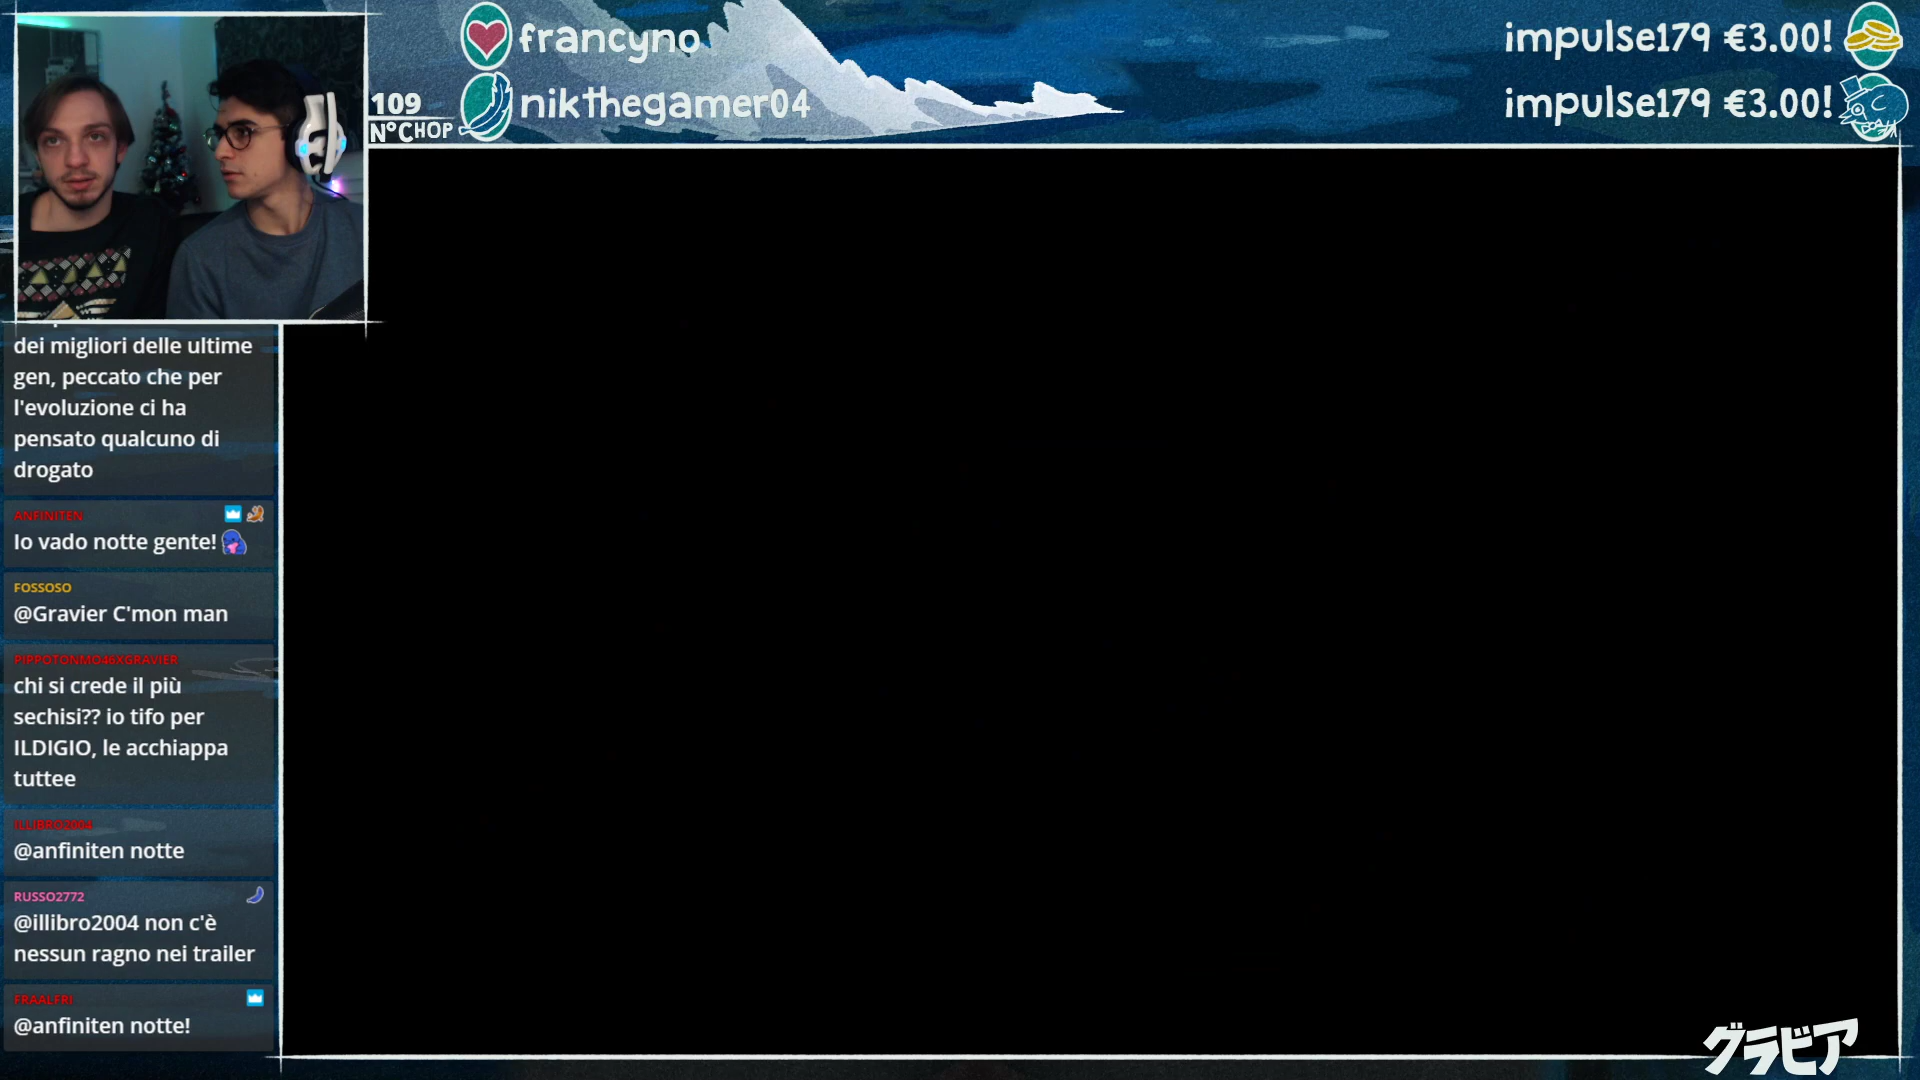 francyno
nikthegamer04
impulse179 €3.00!
impulse179 €3.00!
109
N°CHOP
dei migliori delle ultime
gen, peccato che per
l'evoluzione ci ha
pensato qualcuno di
drogato
ANFINITEN
Io vado notte gente!
FOSSOSO
@Gravier C'mon man
PIPPOTONMO46XGRAVIER
chi si crede il più
sechisi?? io tifo per
ILDIGIO, le acchiappa
tuttee
ILLIBRO2004
@anfiniten notte
RUSSO2772
@illibro2004 non c'è
nessun ragno nei trailer
FRAALFRI
@anfiniten notte!
グラビア